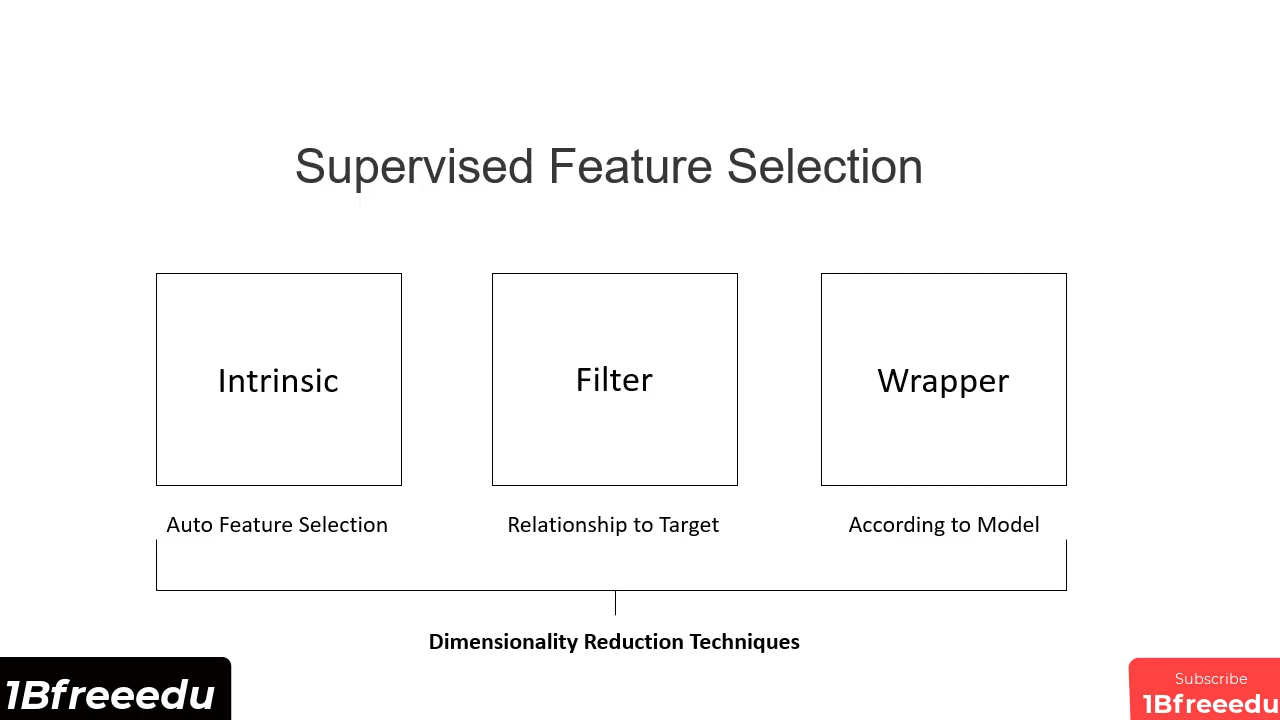 Supervised Feature Selection
Intrinsic
Filter
Wrapper
Auto Feature Selection
Relationship to Target
According to Model
Dimensionality Reduction Techniques
1Bfreeedu
Subscribe
1Bfreeedu